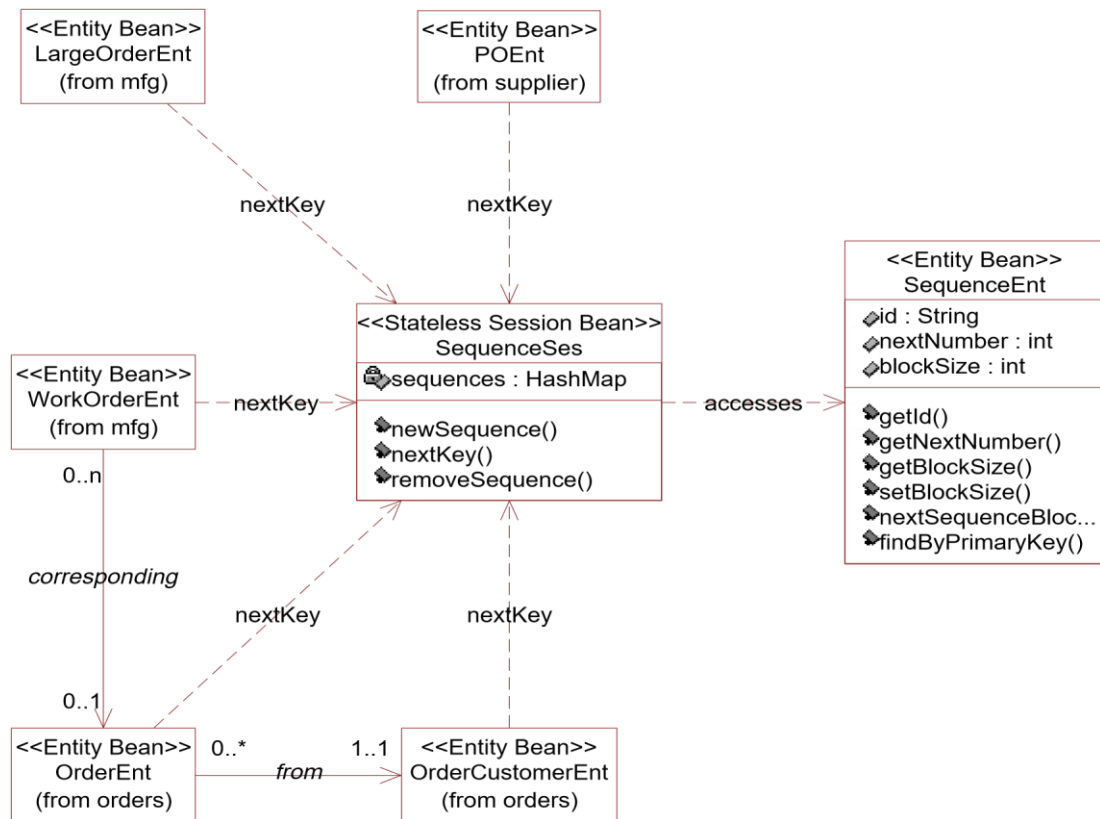 <<Entity Bean>>
LargeOrderEnt
(from mfg)
<<Entity Bean>>
POEnt
(from supplier)
nextKey
nextKey
<<Entity Bean>>
SequenceEnt
id : String
nextNumber : int
blockSize : int
getId()
getNextNumber()
getBlockSize()
setBlockSize()
nextSequenceBloc...
findByPrimaryKey()
<<Stateless Session Bean>>
SequenceSes
sequences : HashMap
newSequence()
nextKey()
removeSequence()
accesses
<<Entity Bean>>
WorkOrderEnt
(from mfg)
nextKey
0..n
corresponding
0..1
nextKey
nextKey
<<Entity Bean>>
OrderEnt
(from orders)
0..*
1..1
from
<<Entity Bean>>
OrderCustomerEnt
(from orders)